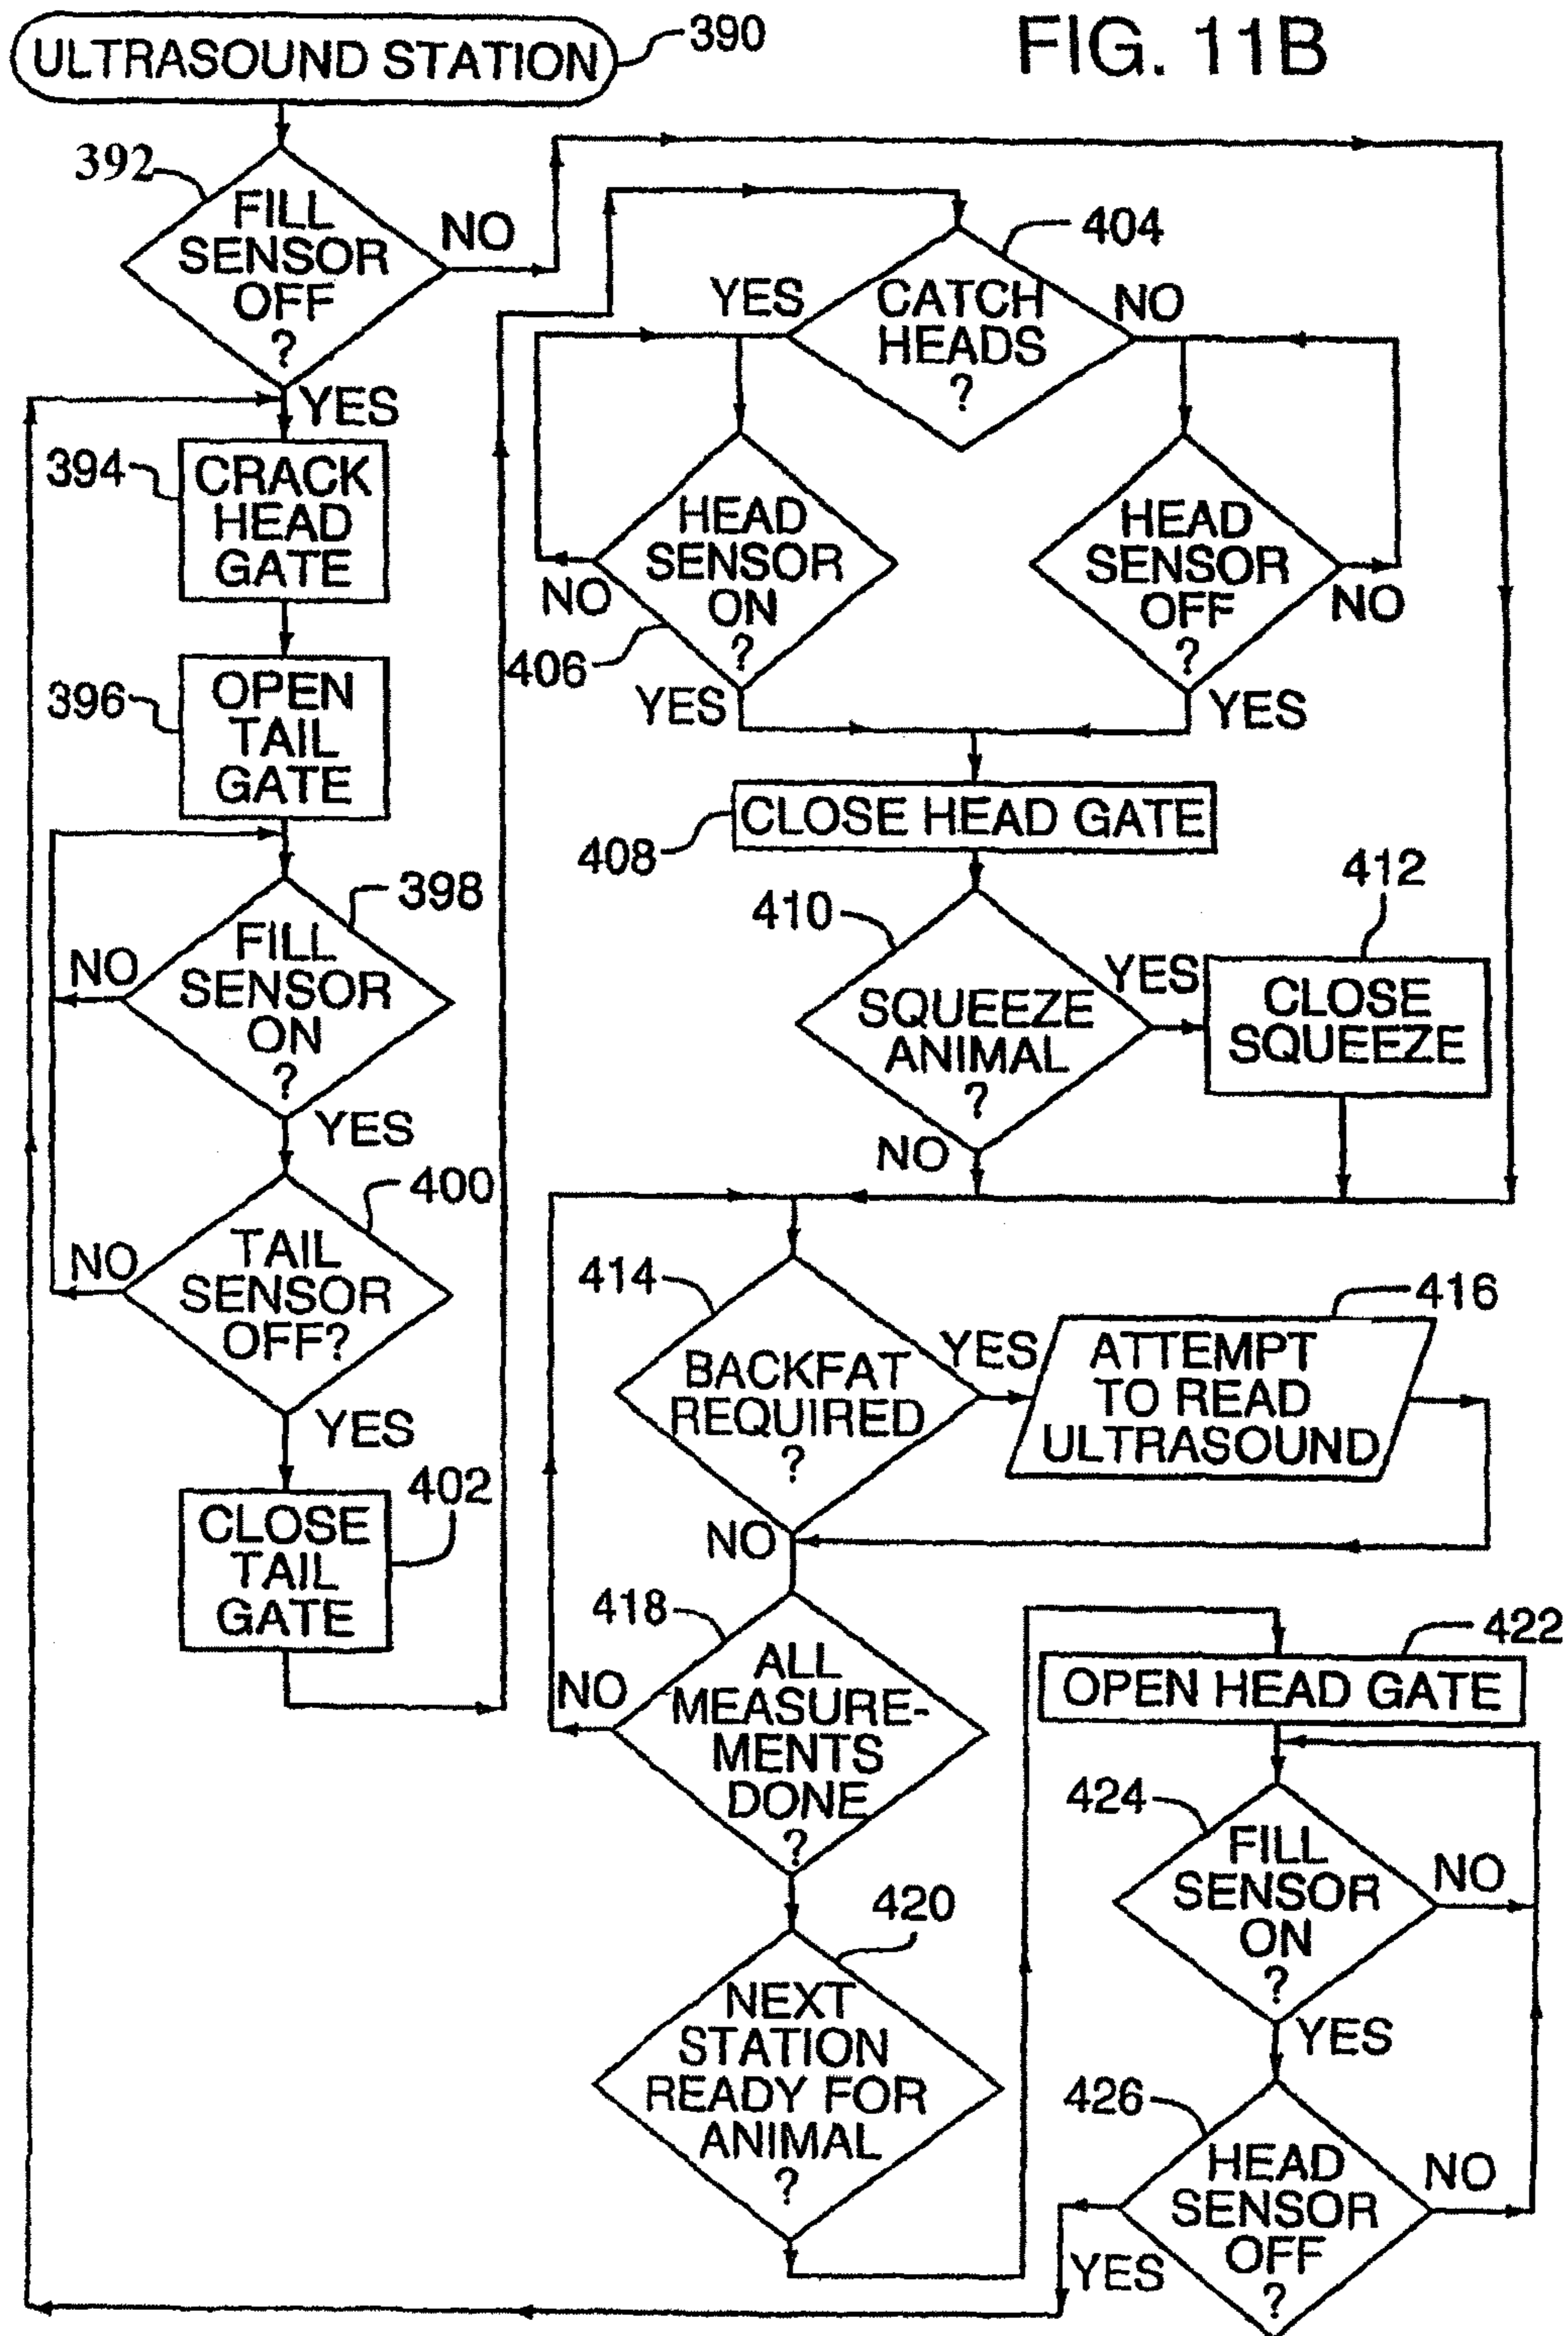 FIG. 11B
ULTRASOUND STATION
390
392
FILL
SENSOR
OFF
?
NO
YES
394
CRACK
HEAD
GATE
396
OPEN
TAIL
GATE
398
FILL
SENSOR
ON
?
NO
YES
400
TAIL
SENSOR
OFF?
NO
YES
402
CLOSE
TAIL
GATE
404
CATCH
HEADS
?
YES
NO
HEAD
SENSOR
ON
?
NO
406
YES
HEAD
SENSOR
OFF
?
NO
YES
CLOSE HEAD GATE
408
410
SQUEEZE
ANIMAL
?
YES
NO
412
CLOSE
SQUEEZE
414
BACKFAT
REQUIRED
?
YES
NO
416
ATTEMPT
TO READ
ULTRASOUND
418
ALL
MEASURE-
MENTS
DONE
?
NO
420
NEXT
STATION
READY FOR
ANIMAL
?
422
OPEN HEAD GATE
424
FILL
SENSOR
ON
?
NO
YES
426
HEAD
SENSOR
OFF
?
NO
YES